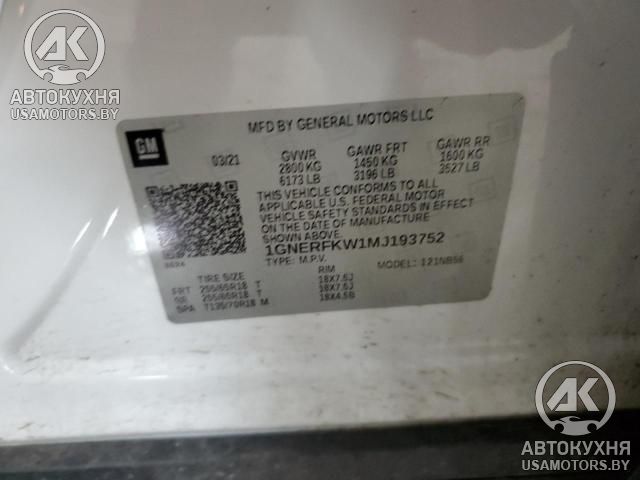 АК
АВТОКУХНЯ
USAMOTORS.BY
GM
MFD BY GENERAL MOTORS LLC
03/21 GVWR GAWR FRT GAWR RR
2800 KG 1450 KG 1600 KG
6173 LB 3196 LB 3527 LB
THIS VEHICLE CONFORMS TO ALL
APPLICABLE U.S. FEDERAL MOTOR
VEHICLE SAFETY STANDARDS IN EFFECT
ON THE DATE OF MANUFACTURE
SHOWN ABOVE.
1GNERFKW1MJ193752
TYPE: M.P.V. MODEL: 121NB56
TIRE SIZE RIM
FRT 255/65R18 T 18X7.5J
RR 255/65R18 T 18X7.5J
SPA T135/70R18 M 18X4.5B
АК
АВТОКУХНЯ
USAMOTORS.BY